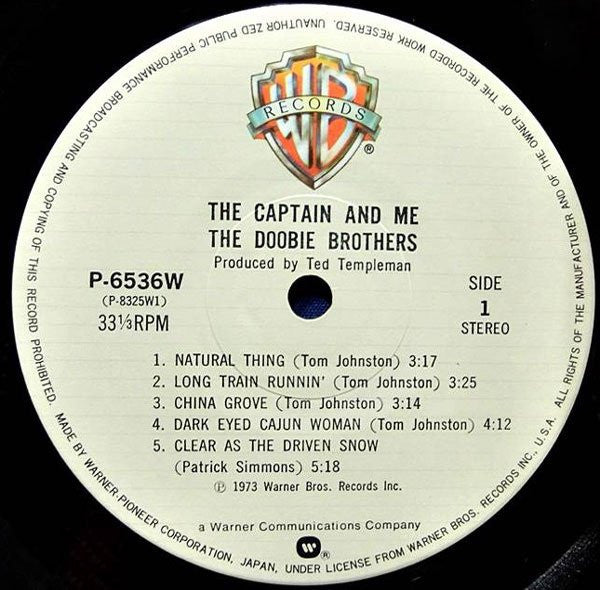 RECORDS
WB
®
THE CAPTAIN AND ME
THE DOOBIE BROTHERS
Produced by Ted Templeman
P-6536W
(P-8325W1)
33⅓RPM
SIDE
1
STEREO
1. NATURAL THING (Tom Johnston) 3:17
2. LONG TRAIN RUNNIN' (Tom Johnston) 3:25
3. CHINA GROVE (Tom Johnston) 3:14
4. DARK EYED CAJUN WOMAN (Tom Johnston) 4:12
5. CLEAR AS THE DRIVEN SNOW
(Patrick Simmons) 5:18
Ⓟ 1973 Warner Bros. Records Inc.
a Warner Communications Company
®
MADE BY WARNER-PIONEER CORPORATION, JAPAN, UNDER LICENSE FROM WARNER BROS. RECORDS INC., U.S.A. ALL RIGHTS OF THE MANUFACTURER AND OF THE OWNER OF THE RECORDED WORK RESERVED. UNAUTHORIZED PUBLIC PERFORMANCE BROADCASTING AND COPYING OF THIS RECORD PROHIBITED.